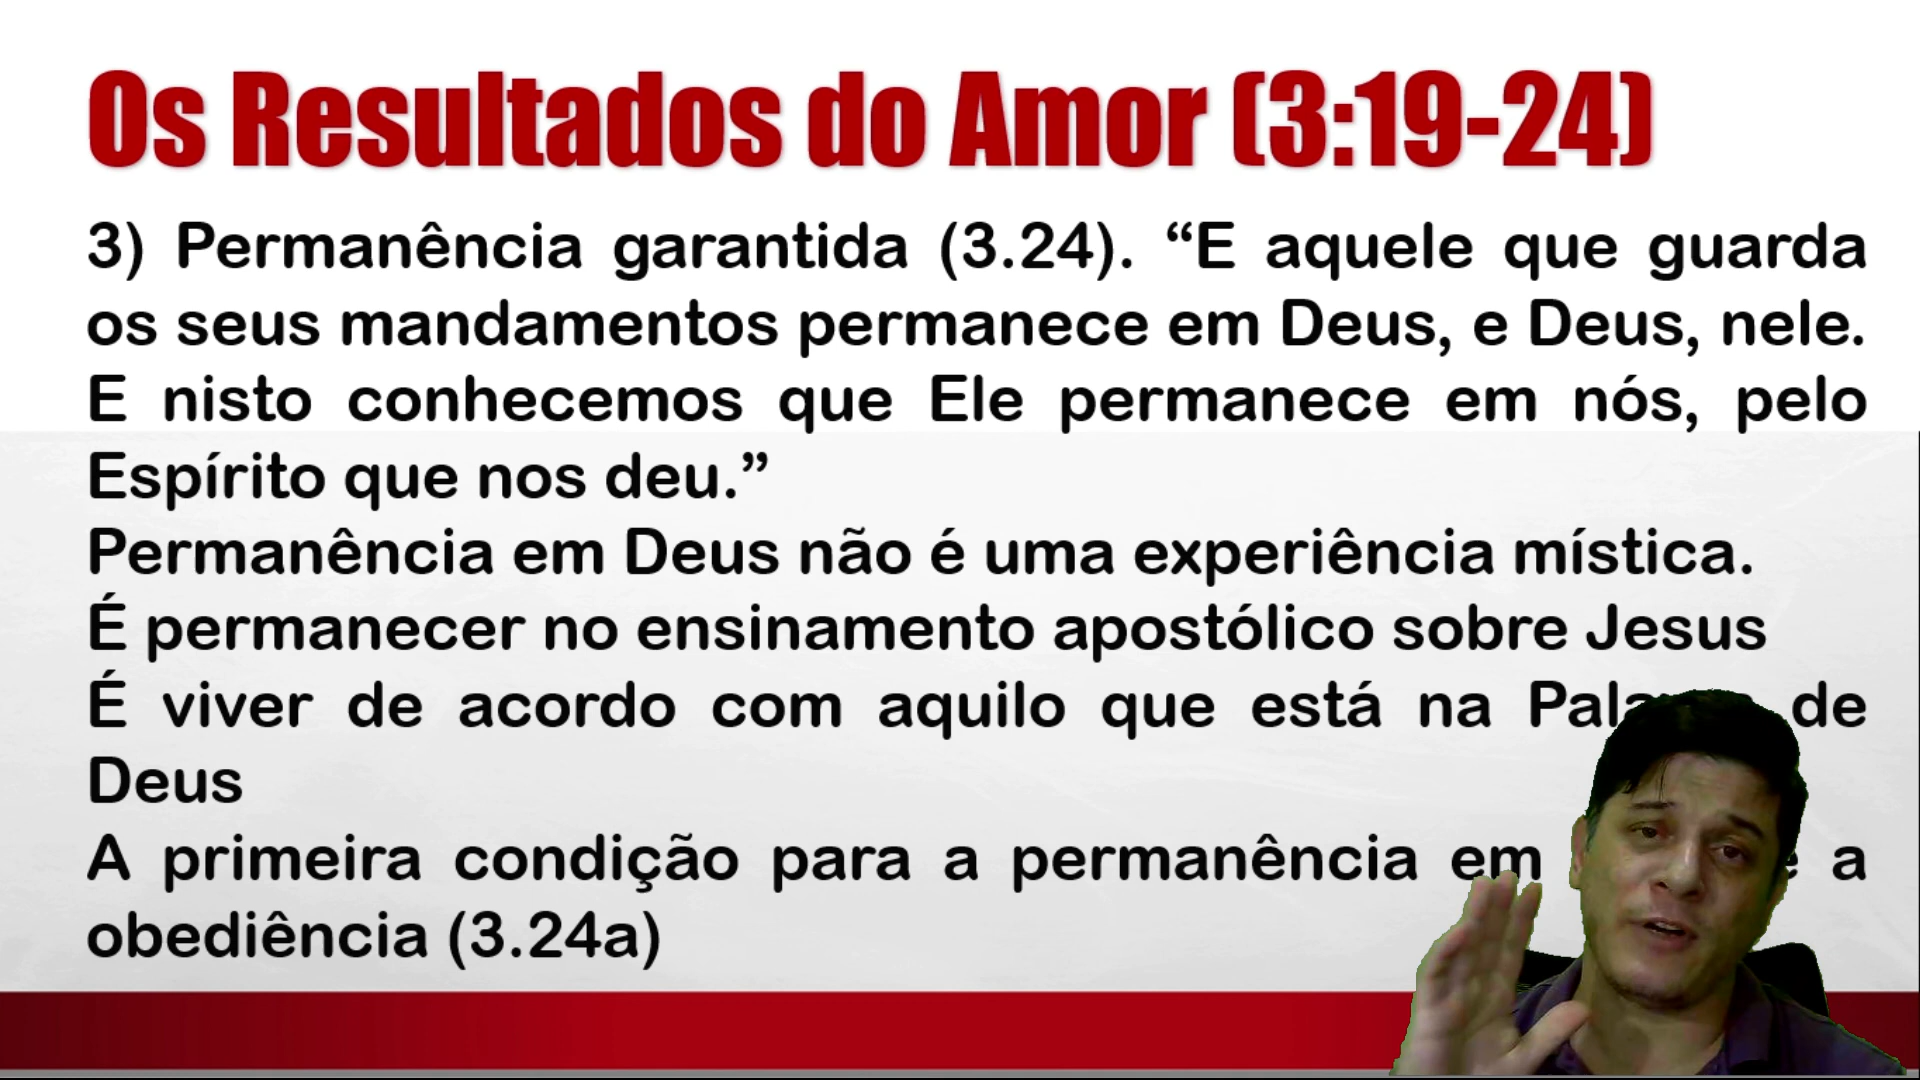 Os Resultados do Amor (3:19-24)
3) Permanência garantida (3.24). “E aquele que guarda
os seus mandamentos permanece em Deus, e Deus, nele.
E nisto conhecemos que Ele permanece em nós, pelo
Espírito que nos deu.”
Permanência em Deus não é uma experiência mística.
É permanecer no ensinamento apostólico sobre Jesus
É viver de acordo com aquilo que está na de
Deus
A primeira condição para a permanência em a
obediência (3.24a)